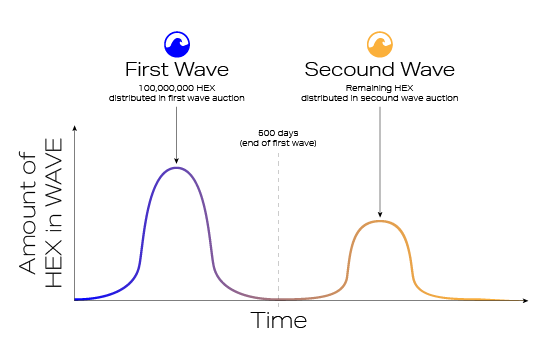 First Wave
100,000,000 HEX
distributed in first wave auction
Secound Wave
Remaining HEX
distributed in secound wave auction
500 days
(end of first wave)
Amount of
HEX in WAVE
Time